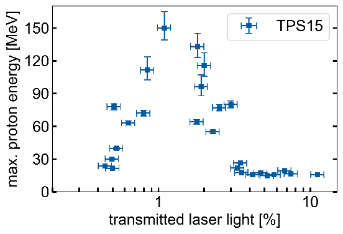 TPS15
max. proton energy [MeV]
150
120
90
60
30
0
1
10
transmitted laser light [%]